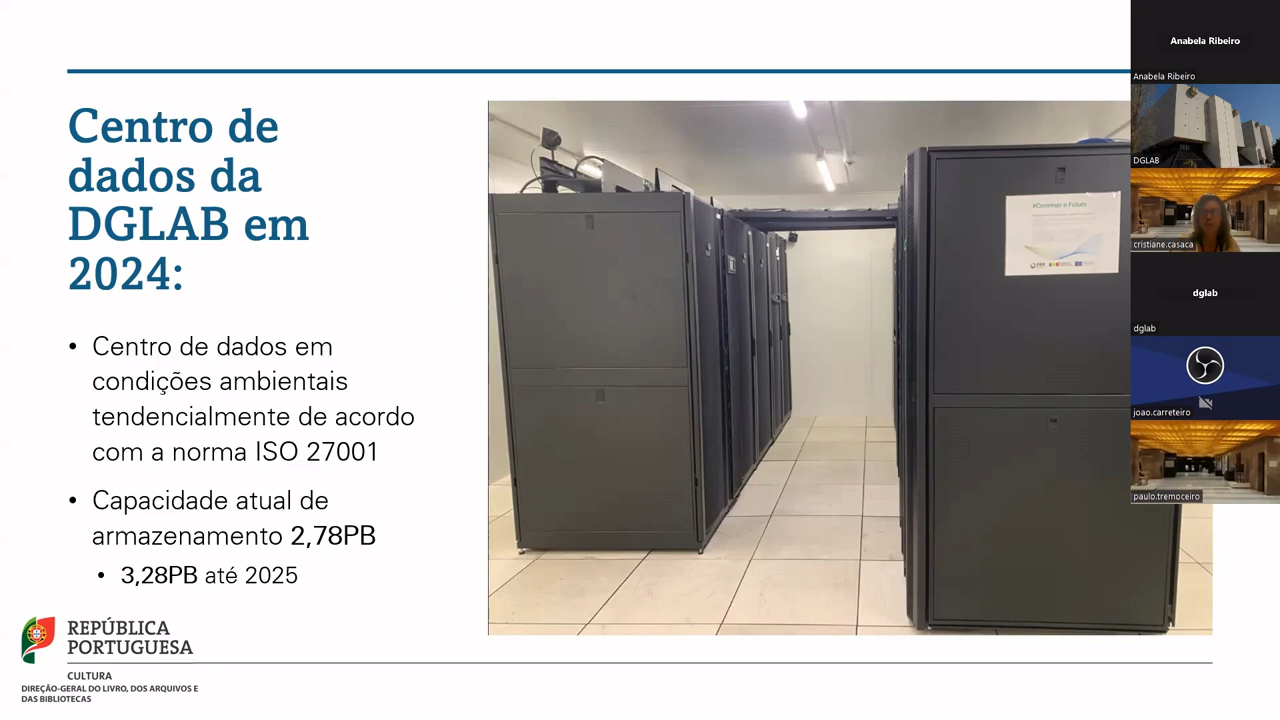 Centro de
dados da
DGLAB em
2024:
• Centro de dados em
condições ambientais
tendencialmente de acordo
com a norma ISO 27001
• Capacidade atual de
armazenamento 2,78PB
• 3,28PB até 2025
REPÚBLICA
PORTUGUESA
CULTURA
DIREÇÃO-GERAL DO LIVRO, DOS ARQUIVOS E
DAS BIBLIOTECAS
Anabela Ribeiro
Anabela Ribeiro
DGLAB
cristiane.casaca
dglab
dglab
joao.carreteiro
paulo.tremoceiro